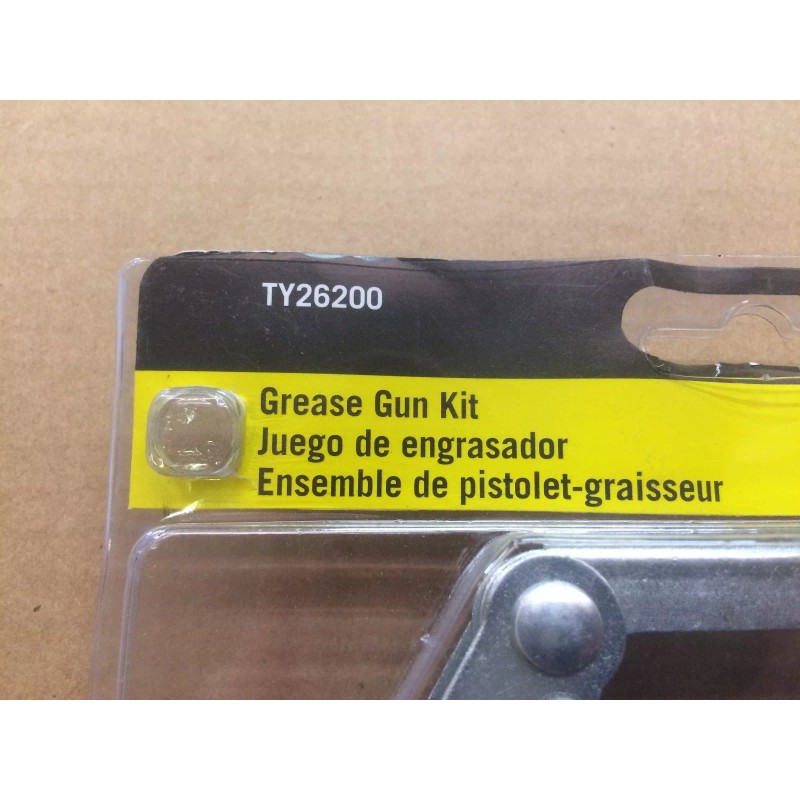 TY26200
Grease Gun Kit
Juego de engrasador
Ensemble de pistolet-graisseur